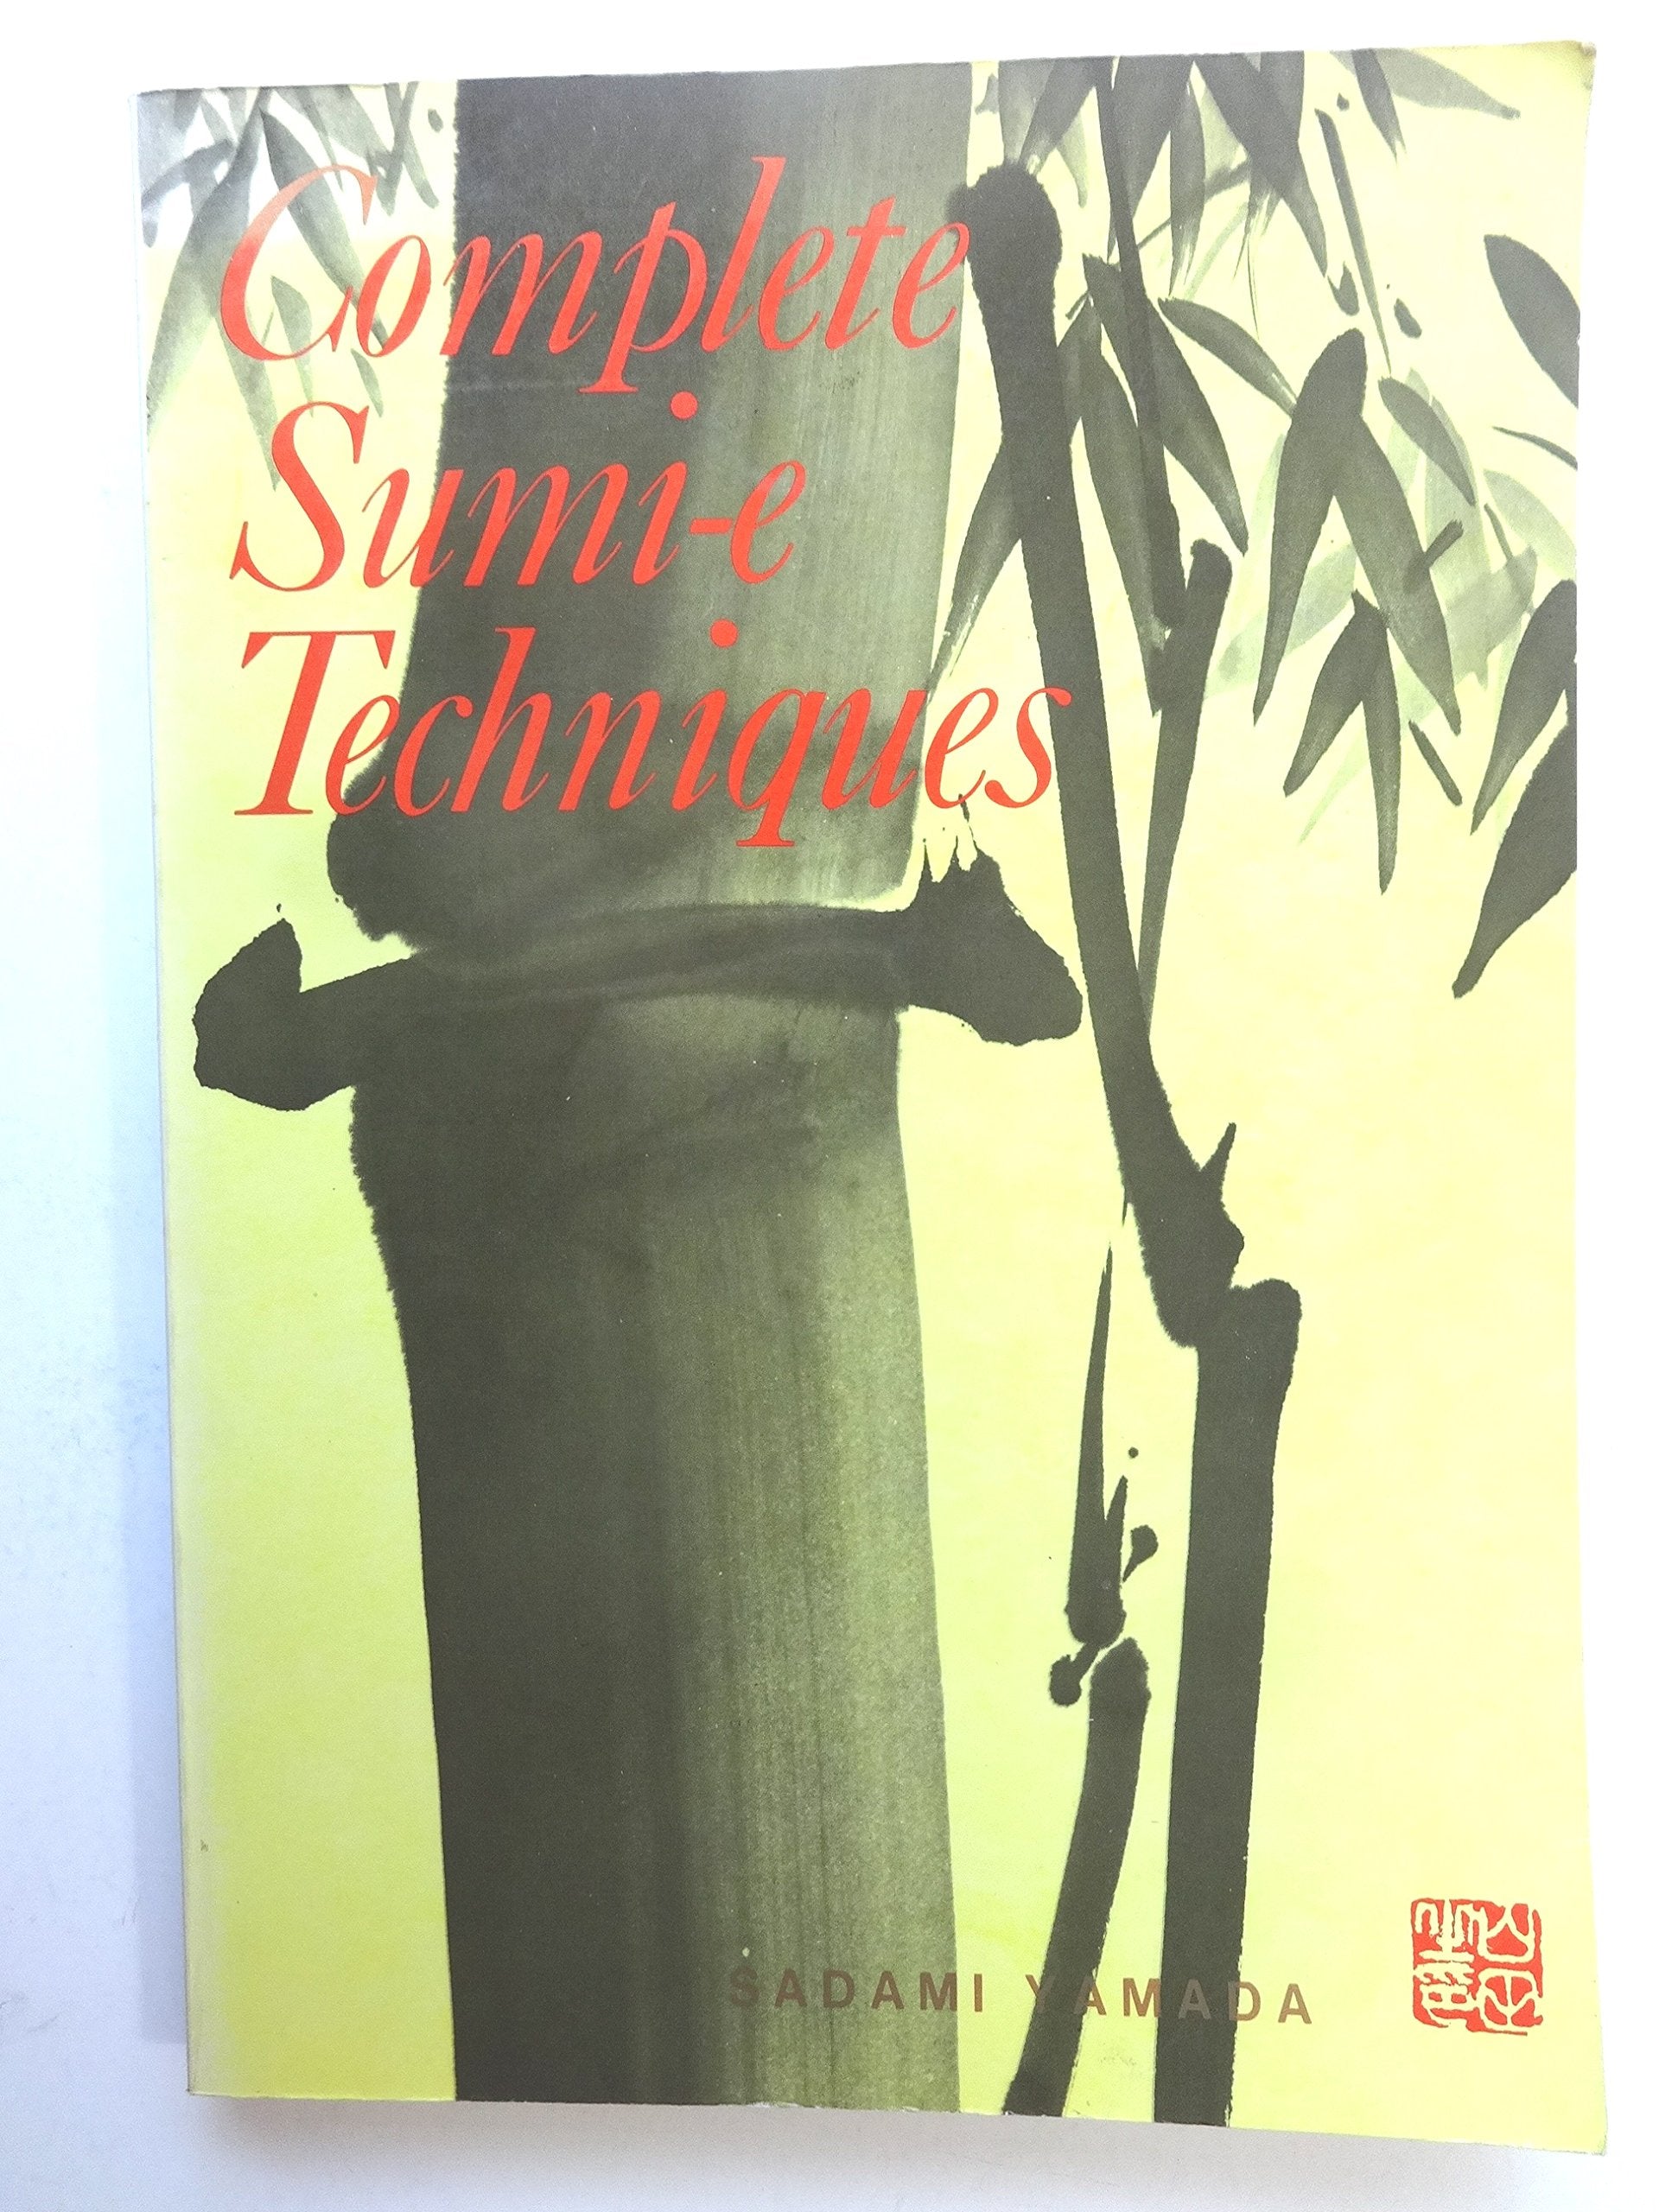 Complete
Sumi-e
Techniques
SADAMI YAMADA